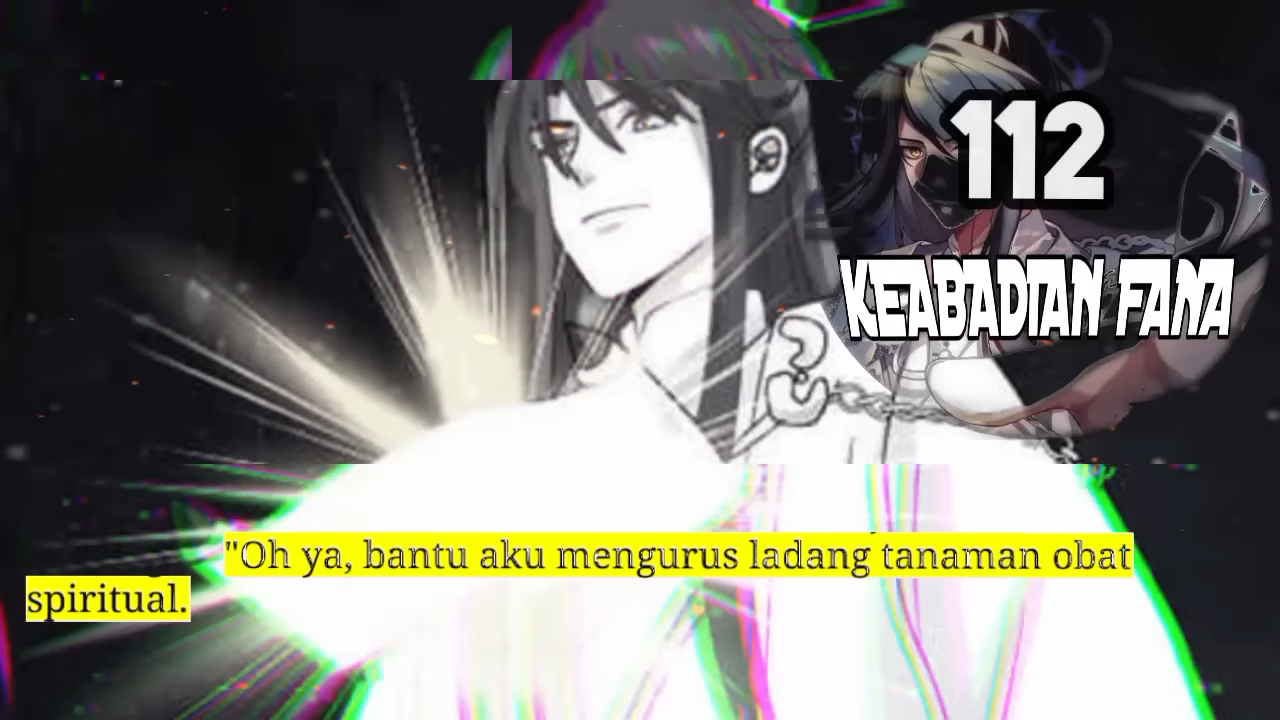 112
KEABADIAN FANA
"Oh ya, bantu aku mengurus ladang tanaman obat
spiritual.